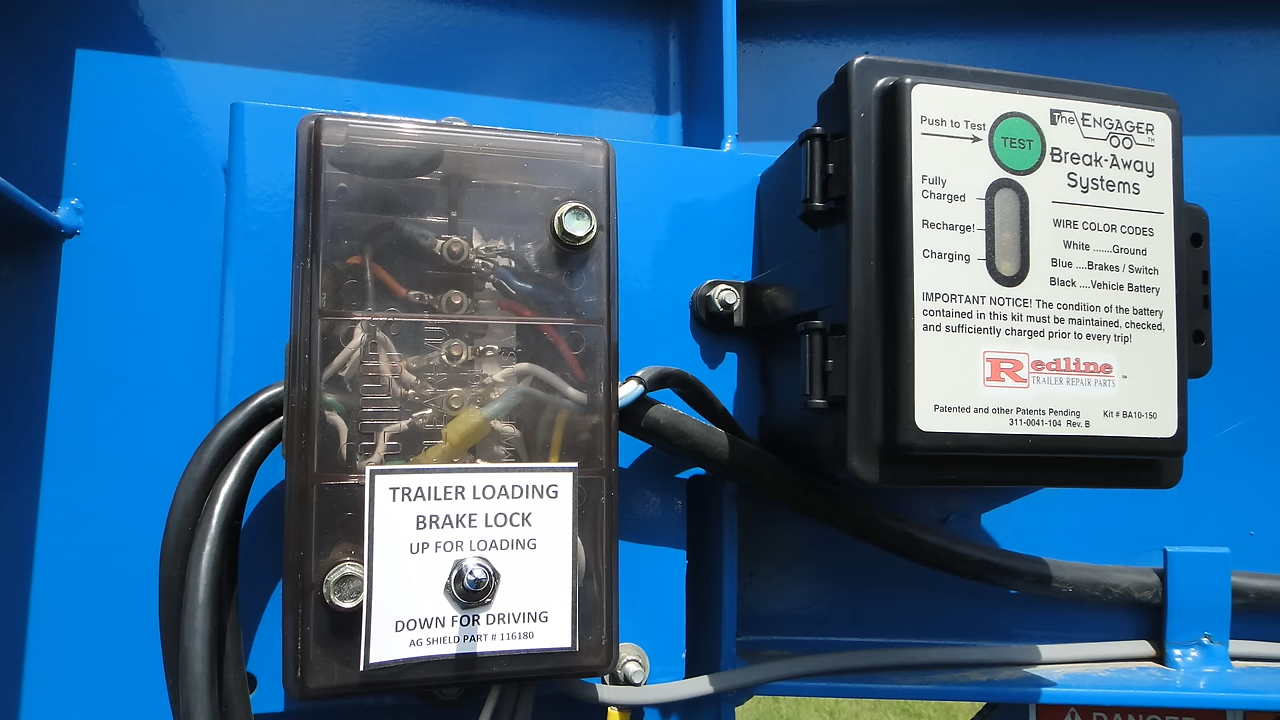 TRAILER LOADING
BRAKE LOCK
UP FOR LOADING
DOWN FOR DRIVING
AG SHIELD PART # 116180
Push to Test
TEST
The ENGAGER TM
Break-Away
Systems
Fully
Charged
Recharge!
Charging
WIRE COLOR CODES
White .......Ground
Blue ....Brakes / Switch
Black ....Vehicle Battery
IMPORTANT NOTICE! The condition of the battery
contained in this kit must be maintained, checked,
and sufficiently charged prior to every trip!
Redline
TRAILER REPAIR PARTS
Patented and other Patents Pending
Kit # BA10-150
311-0041-104 Rev. B
DANGER